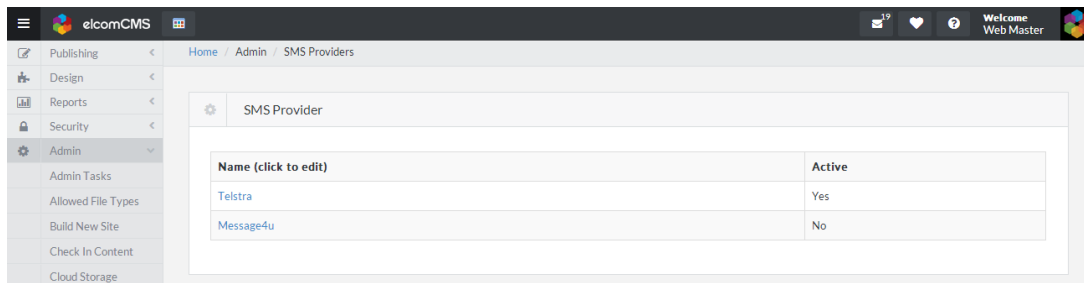 elcomCMS
19
Welcome
Web Master
Publishing
Home / Admin / SMS Providers
Design
Reports
Security
Admin
Admin Tasks
Allowed File Types
Build New Site
Check In Content
Cloud Storage
SMS Provider
Name (click to edit) Active
Telstra Yes
Message4u No